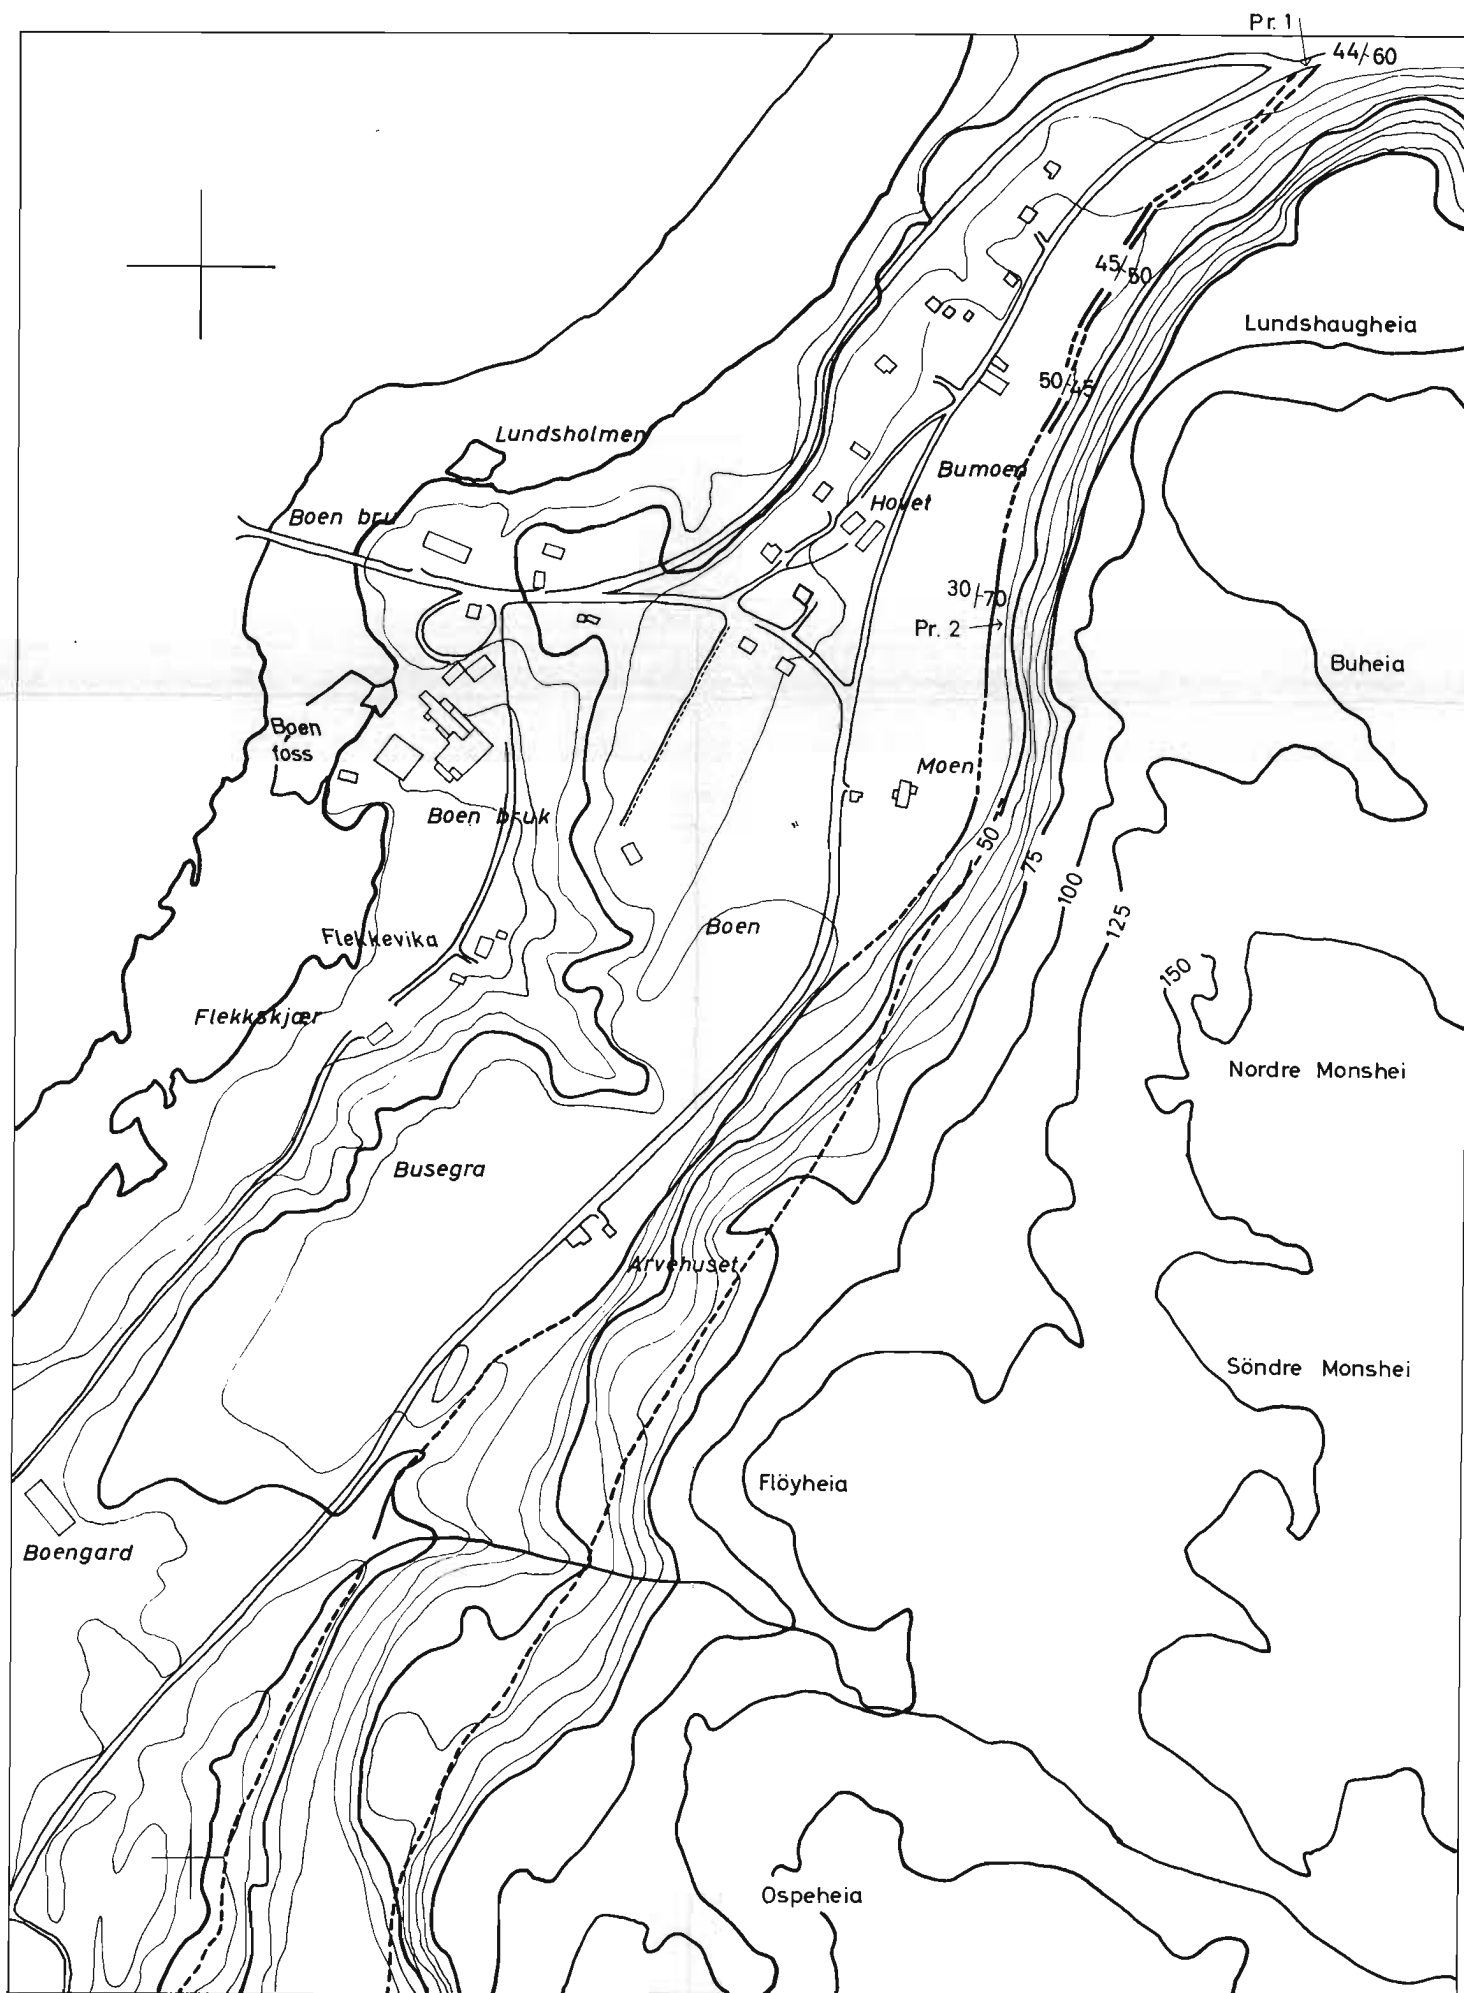 Pr. 1
44/-60
45/-50
Lundshaugheia
50/-45
Lundsholmen
Bumoen
Hovet
Boen bru
30/-70
Pr. 2
Buheia
Boen
foss
Moen
Boen bruk
50
75
100
125
Boen
Flekkevika
150
Flekkskjær
Nordre Monshei
Busegra
Arvehuset
Söndre Monshei
Flöyheia
Boengard
Ospeheia